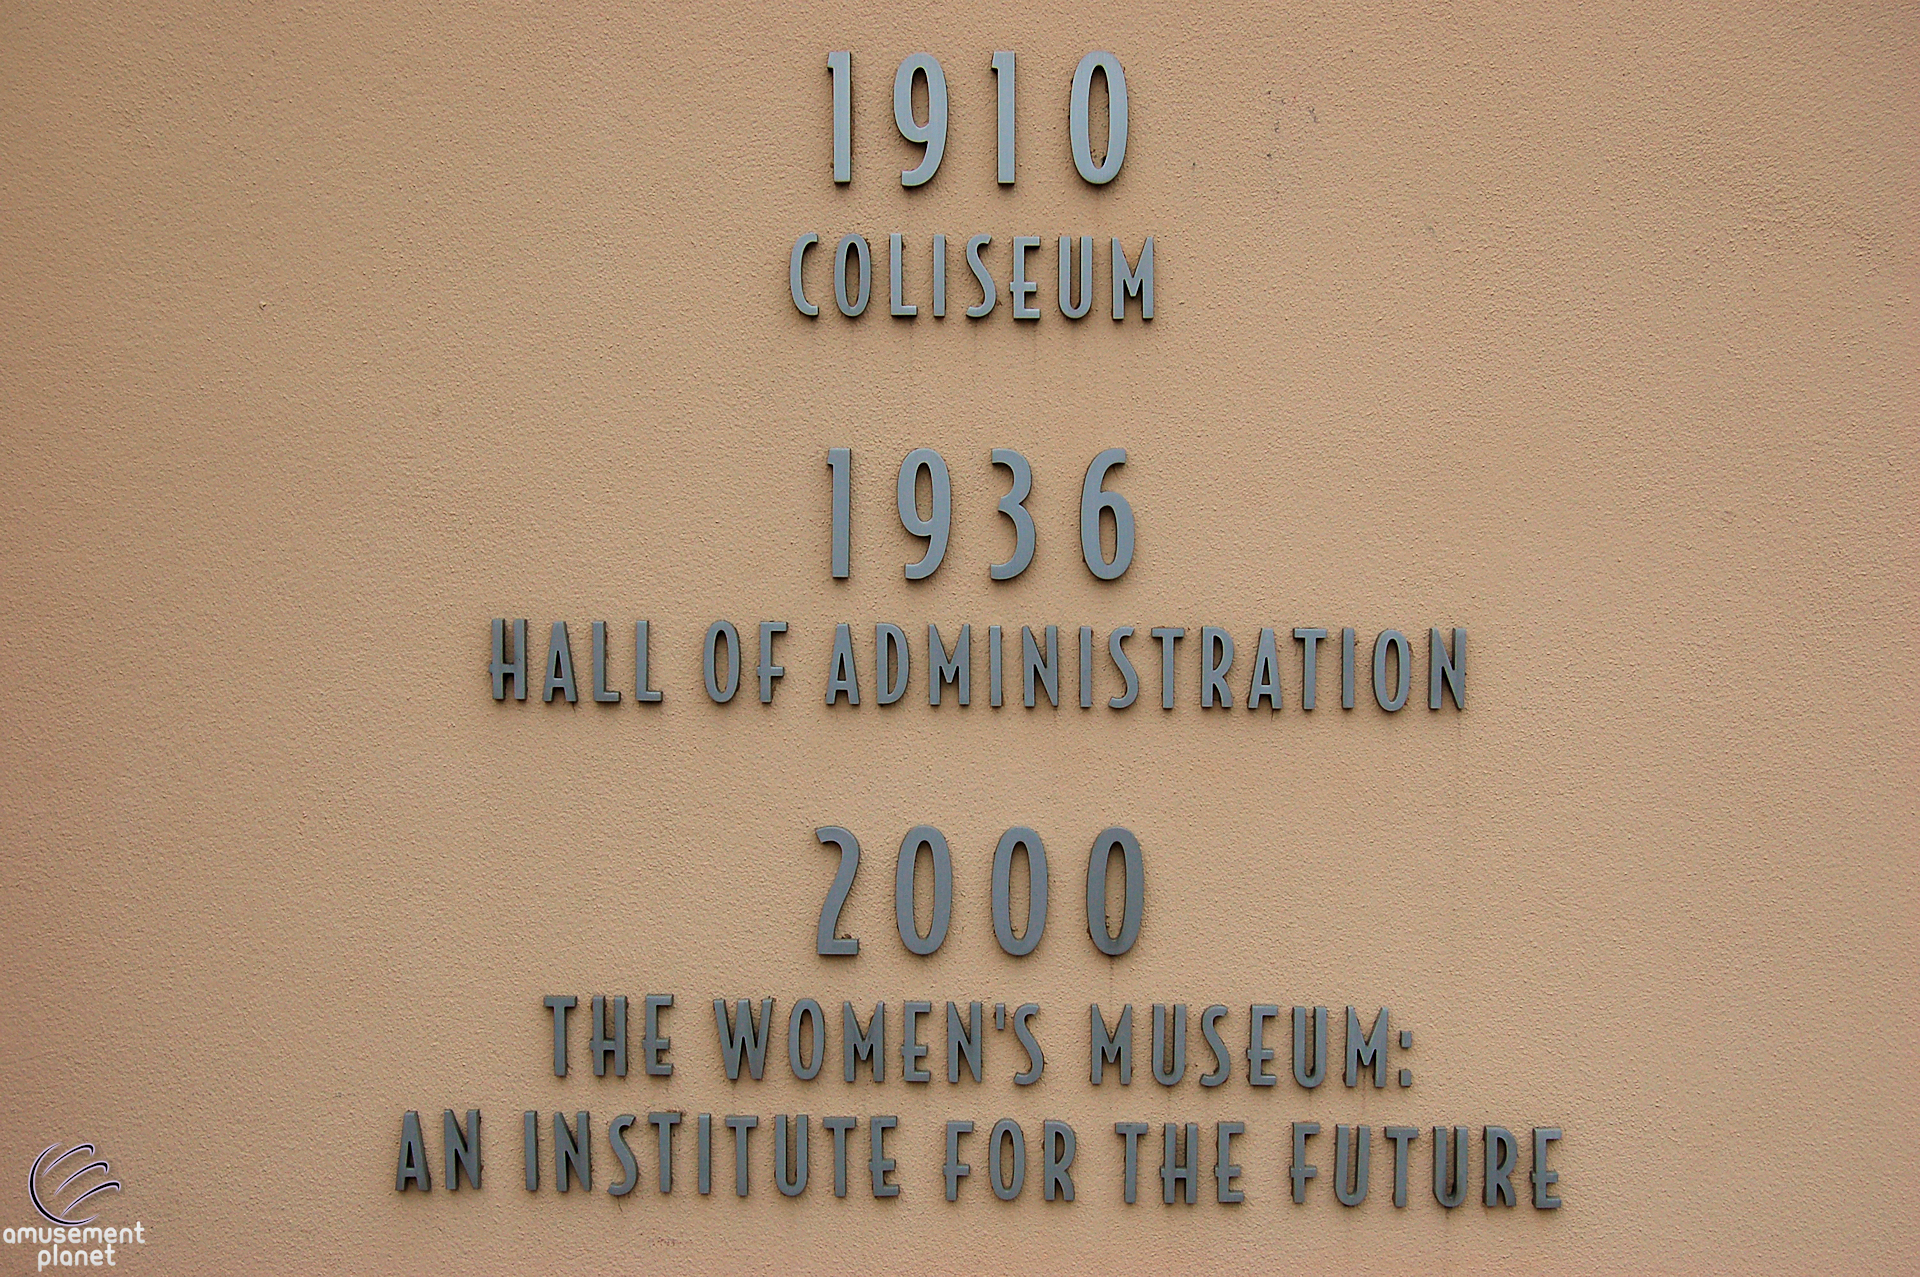 1910
COLISEUM
1936
HALL OF ADMINISTRATION
2000
THE WOMEN'S MUSEUM:
AN INSTITUTE FOR THE FUTURE
amusement
planet